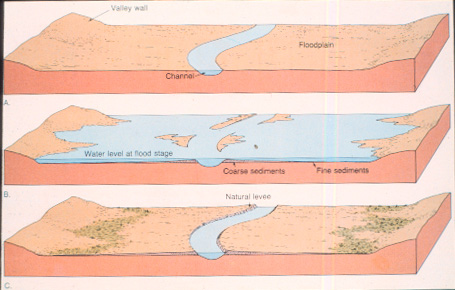 Valley wall
Floodplain
Channel
A.
Water level at flood stage
Coarse sediments
Fine sediments
B.
Natural levee
C.